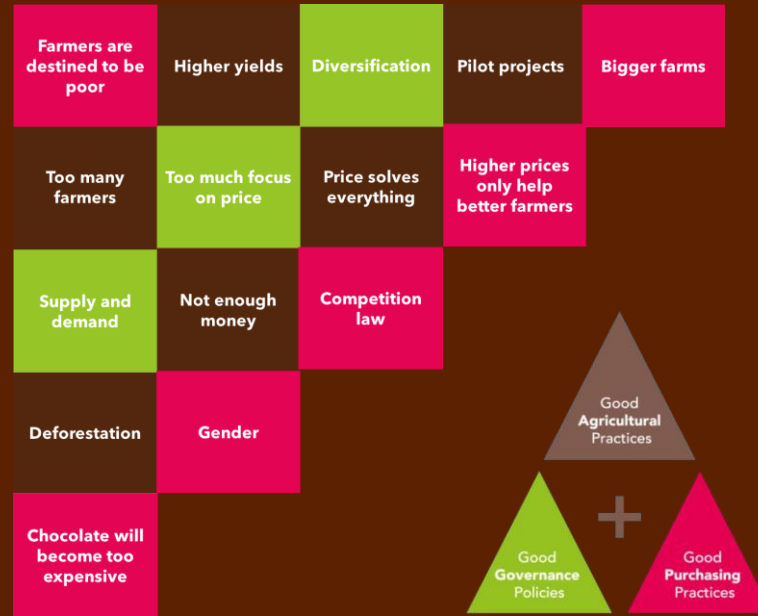 Farmers are
destined to be
poor
Higher yields
Diversification
Pilot projects
Bigger farms
Too many
farmers
Too much focus
on price
Price solves
everything
Higher prices
only help
better farmers
Supply and
demand
Not enough
money
Competition
law
Deforestation
Gender
Chocolate will
become too
expensive
Good
Agricultural
Practices
+
Good
Governance
Policies
Good
Purchasing
Practices